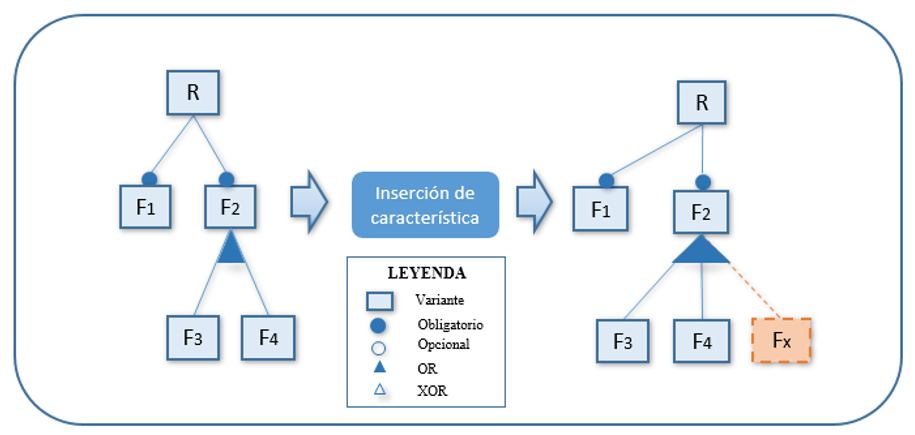 R
F1
F2
F3
F4
Inserción de
característica
LEYENDA
Variante
Obligatorio
Opcional
OR
XOR
R
F1
F2
F3
F4
Fx